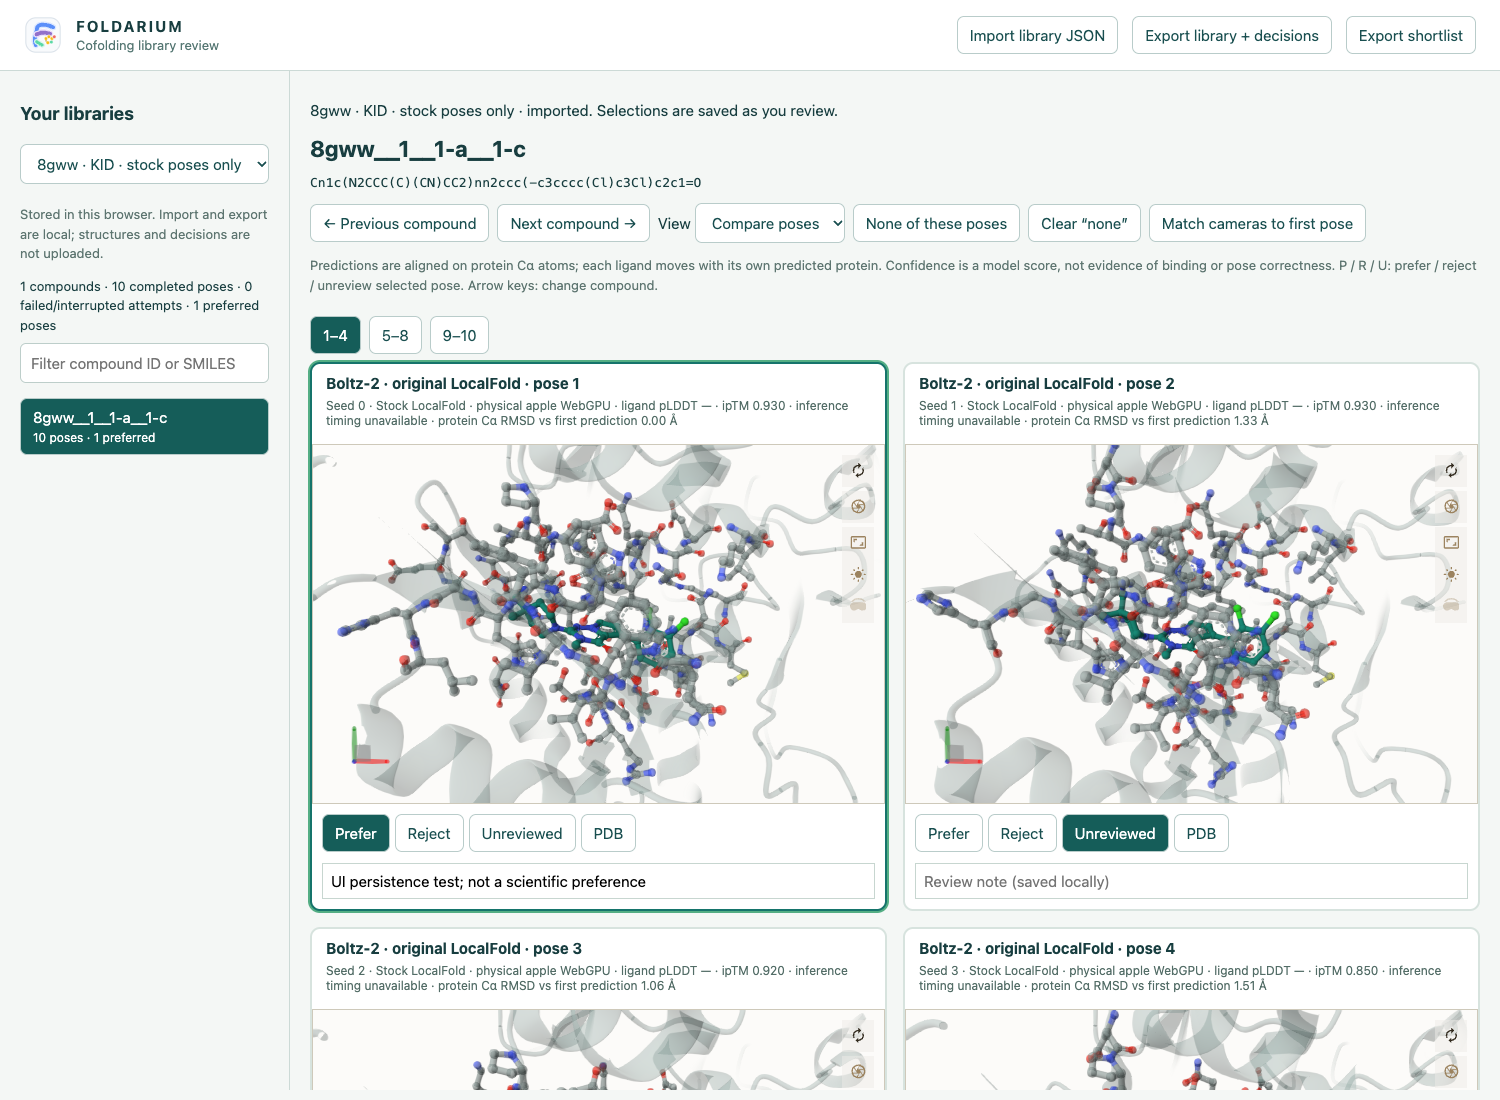 FOLDARIUM
Cofolding library review
Import library JSON
Export library + decisions
Export shortlist
Your libraries
8gww · KID · stock poses only
Stored in this browser. Import and export
are local; structures and decisions are
not uploaded.
1 compounds · 10 completed poses · 0
failed/interrupted attempts · 1 preferred
poses
Filter compound ID or SMILES
8gww__1__1-a__1-c
10 poses · 1 preferred
8gww · KID · stock poses only · imported. Selections are saved as you review.
8gww__1__1-a__1-c
Cn1c(N2CCC(C)(CN)CC2)nn2ccc(-c3cccc(Cl)c3Cl)c2c1=O
← Previous compound
Next compound →
View
Compare poses
None of these poses
Clear “none”
Match cameras to first pose
Predictions are aligned on protein Cα atoms; each ligand moves with its own predicted protein. Confidence is a model score, not evidence of binding or pose correctness. P / R / U: prefer / reject
/ unreview selected pose. Arrow keys: change compound.
1–4
5–8
9–10
Boltz-2 · original LocalFold · pose 1
Seed 0 · Stock LocalFold · physical apple WebGPU · ligand pLDDT — · ipTM 0.930 · inference
timing unavailable · protein Cα RMSD vs first prediction 0.00 Å
Prefer
Reject
Unreviewed
PDB
UI persistence test; not a scientific preference
Boltz-2 · original LocalFold · pose 2
Seed 1 · Stock LocalFold · physical apple WebGPU · ligand pLDDT — · ipTM 0.930 · inference
timing unavailable · protein Cα RMSD vs first prediction 1.33 Å
Prefer
Reject
Unreviewed
PDB
Review note (saved locally)
Boltz-2 · original LocalFold · pose 3
Seed 2 · Stock LocalFold · physical apple WebGPU · ligand pLDDT — · ipTM 0.920 · inference
timing unavailable · protein Cα RMSD vs first prediction 1.06 Å
Boltz-2 · original LocalFold · pose 4
Seed 3 · Stock LocalFold · physical apple WebGPU · ligand pLDDT — · ipTM 0.850 · inference
timing unavailable · protein Cα RMSD vs first prediction 1.51 Å